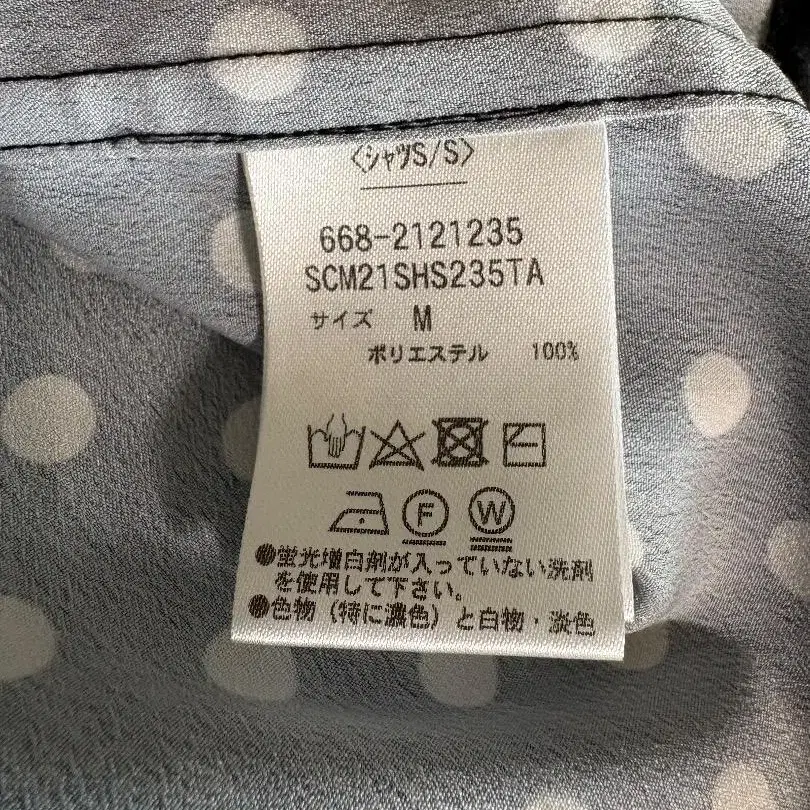 〈シャツS/S〉
668-2121235
SCM21SHS235TA
サイズ M
ポリエステル 100%
F W
●蛍光増白剤が入っていない洗剤
を使用して下さい。
●色物（特に濃色）と白物・淡色